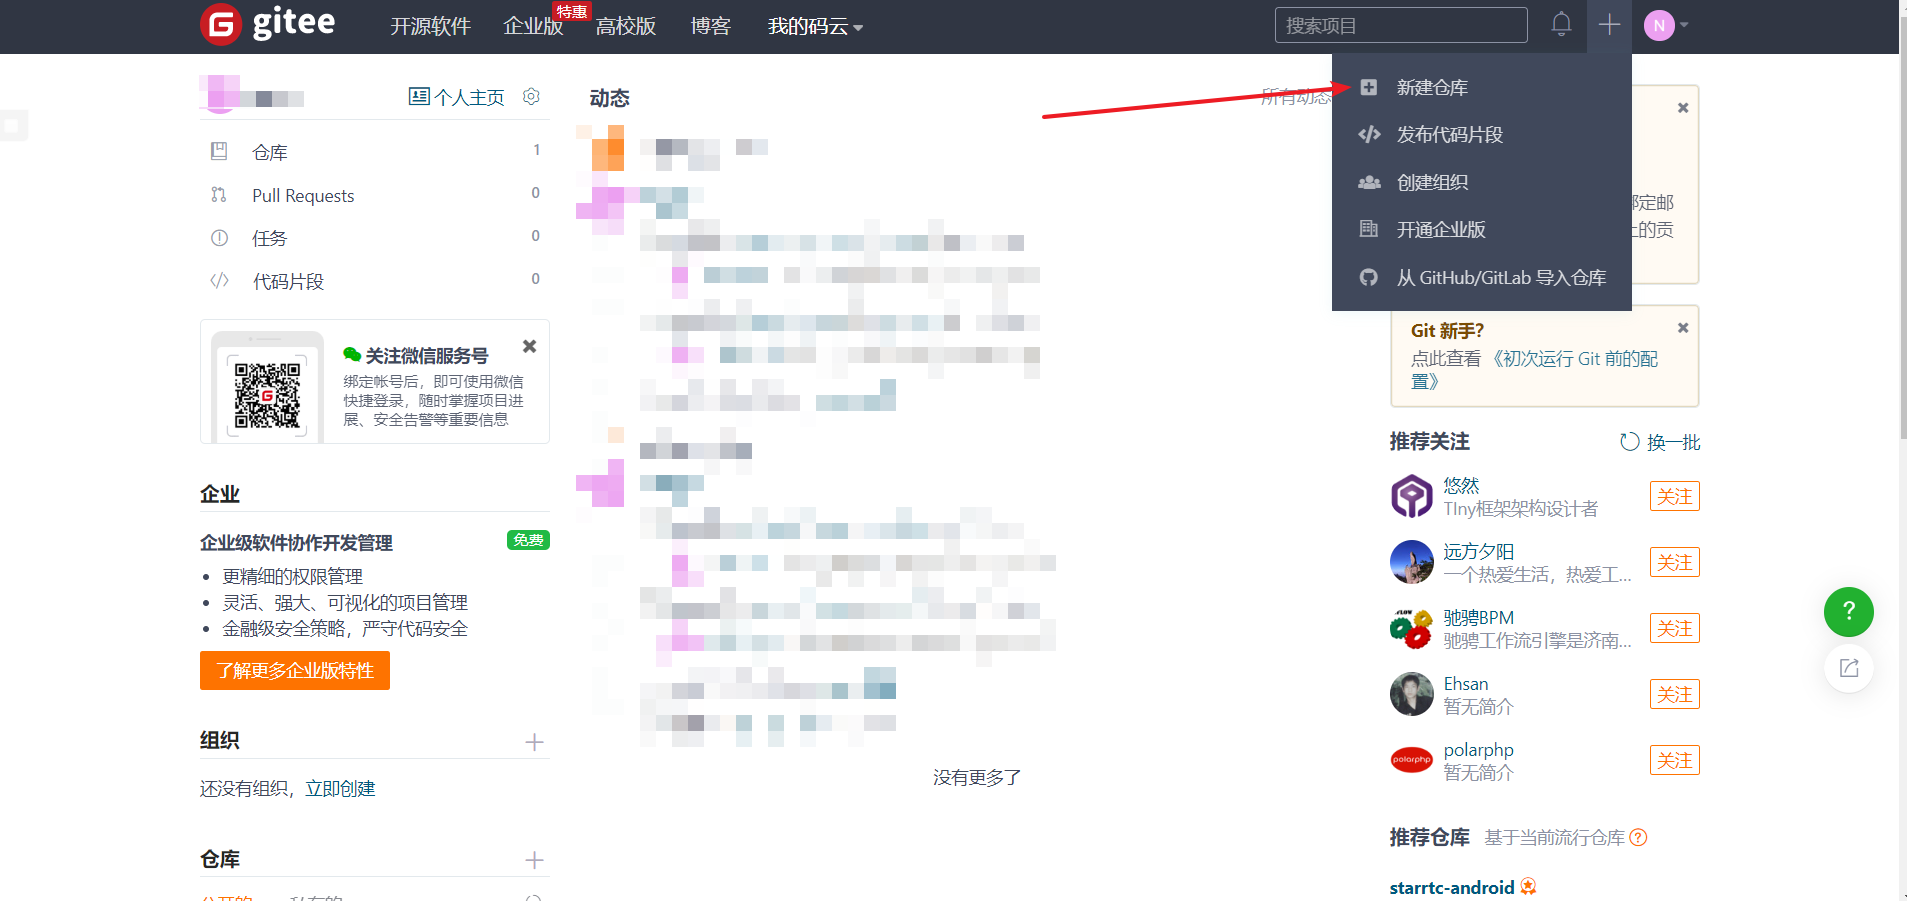 gitee
开源软件
企业版
特惠
高校版
博客
我的码云
搜索项目
N
个人主页
仓库 1
Pull Requests 0
任务 0
代码片段 0
关注微信服务号
绑定帐号后，即可使用微信
快捷登录，随时掌握项目进
展、安全告警等重要信息
企业
企业级软件协作开发管理 免费
更精细的权限管理
灵活、强大、可视化的项目管理
金融级安全策略，严守代码安全
了解更多企业版特性
组织
还没有组织，立即创建
仓库
动态
所有动态
没有更多了
新建仓库
发布代码片段
创建组织
开通企业版
从 GitHub/GitLab 导入仓库
定邮
的贡
Git 新手?
点此查看 《初次运行 Git 前的配
置》
推荐关注
换一批
悠然
TIny框架架构设计者
关注
远方夕阳
一个热爱生活，热爱工...
关注
驰骋BPM
驰骋工作流引擎是济南...
关注
Ehsan
暂无简介
关注
polarphp
polarphp
暂无简介
关注
推荐仓库 基于当前流行仓库
starrtc-android